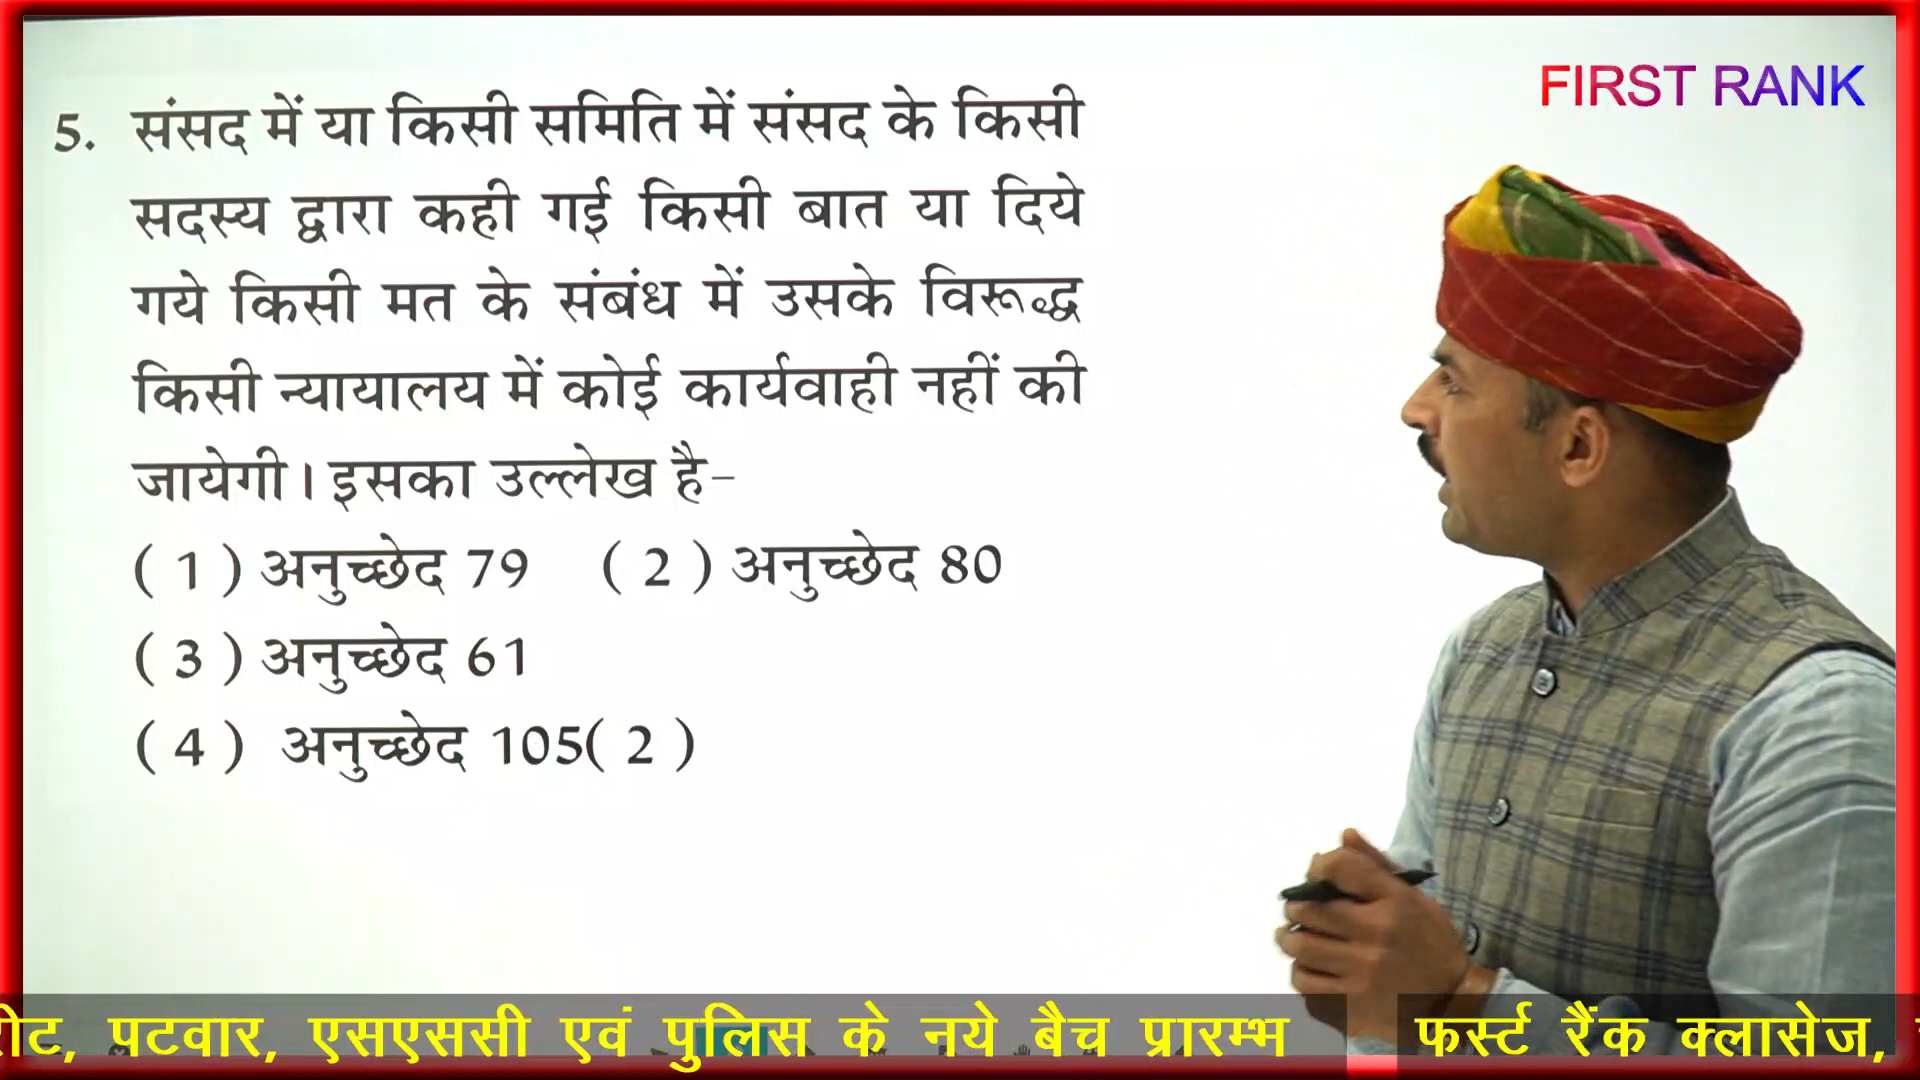 FIRST RANK
5. संसद में या किसी समिति में संसद के किसी
सदस्य द्वारा कही गई किसी बात या दिये
गये किसी मत के संबंध में उसके विरूद्ध
किसी न्यायालय में कोई कार्यवाही नहीं की
जायेगी। इसका उल्लेख है-
( 1 ) अनुच्छेद 79 ( 2 ) अनुच्छेद 80
( 3 ) अनुच्छेद 61
( 4 ) अनुच्छेद 105( 2 )
पटवार, एसएससी एवं पुलिस के नये बैच प्रारम्भ फर्स्ट रैंक क्लासेज,